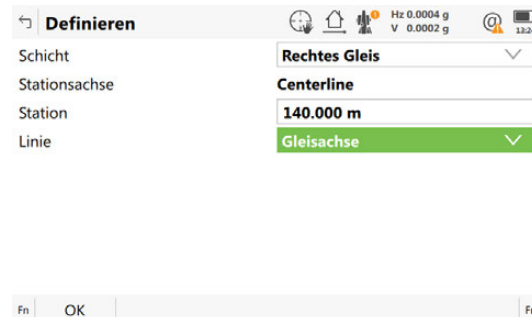 Definieren
Hz 0.0004 g
V 0.0002 g
Schicht Rechtes Gleis
Stationsachse Centerline
Station 140.000 m
Linie Gleisachse
Fn OK